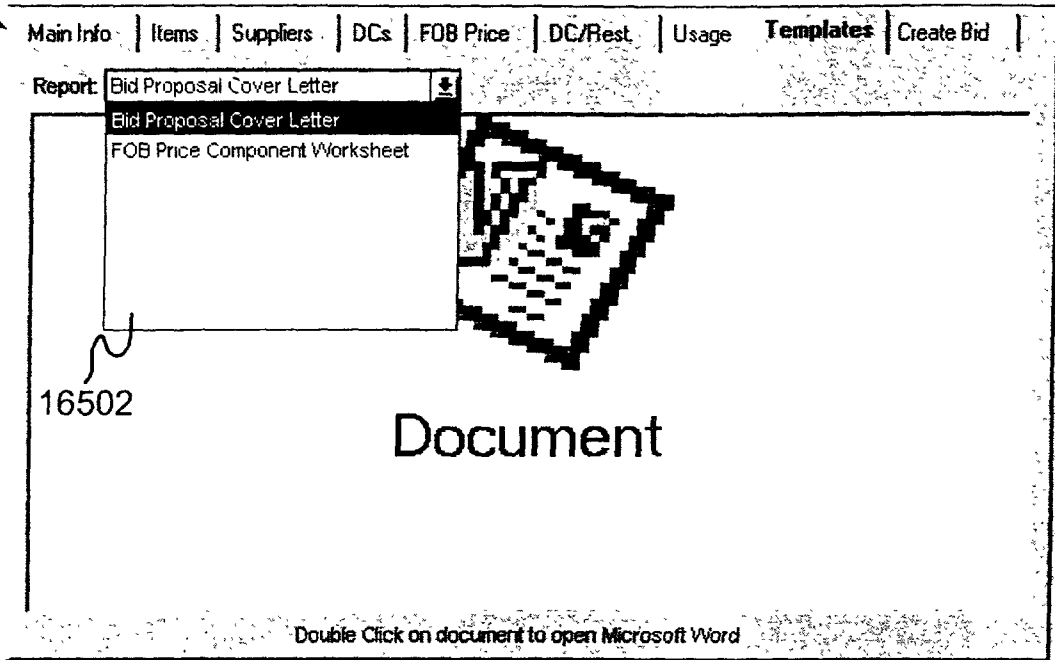 Main Info Items Suppliers DCs FOB Price DC/Rest. Usage Templates Create Bid
Report: Bid Proposal Cover Letter
Bid Proposal Cover Letter
FOB Price Component Worksheet
16502
Document
Double Click on document to open Microsoft Word